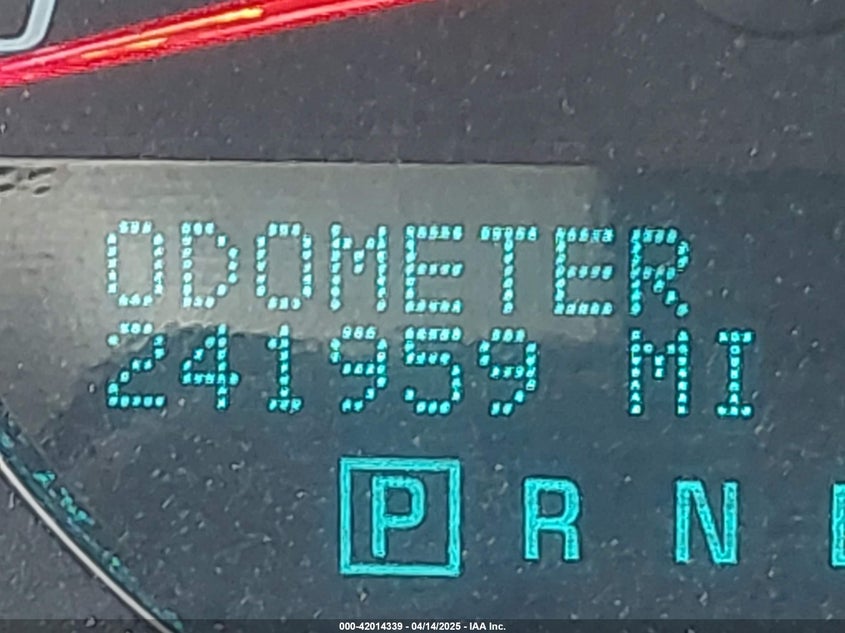 ODOMETER
241959 MI
P R N
000-42014339 - 04/14/2025 - IAA Inc.